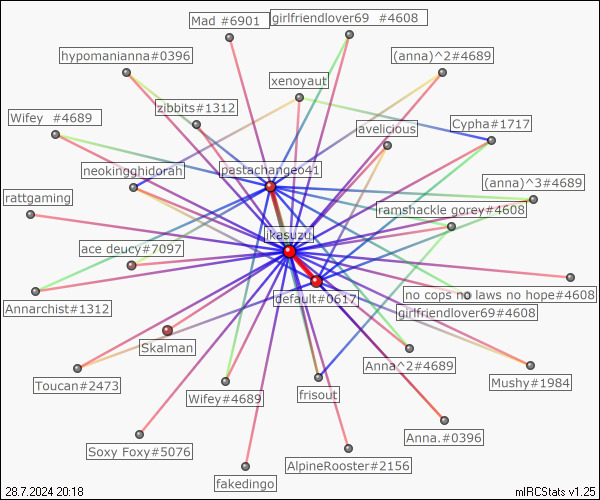 Mad #6901
girlfriendlover69 #4608
hypomanianna#0396
(anna)^2#4689
xenoyaut
zibbits#1312
Wifey #4689
avelicious
Cypha#1717
neokingghidorah
pastachangeo41
(anna)^3#4689
rattgaming
ramshackle gorey#4608
ikasuzu
ace deucy#7097
default#0617
no cops no laws no hope#4608
Annarchist#1312
girlfriendlover69#4608
Skalman
Anna^2#4689
Toucan#2473
Mushy#1984
Wifey#4689
frisout
Anna.#0396
Soxy Foxy#5076
AlpineRooster#2156
fakedingo
28.7.2024 20:18
mIRCStats v1.25